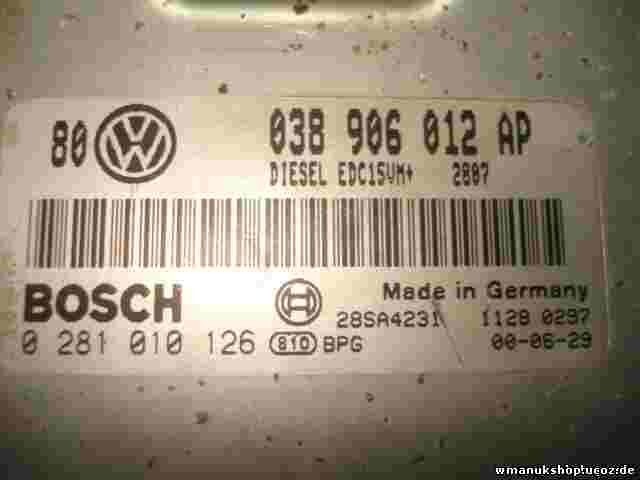 80 VW 038 906 012 AP
DIESEL EDC15VM+ 2807
BOSCH
Made in Germany
28SA4231 1128 0297
0 281 010 126 810 BPG 00-06-29
wmanukshop.ucoz.de